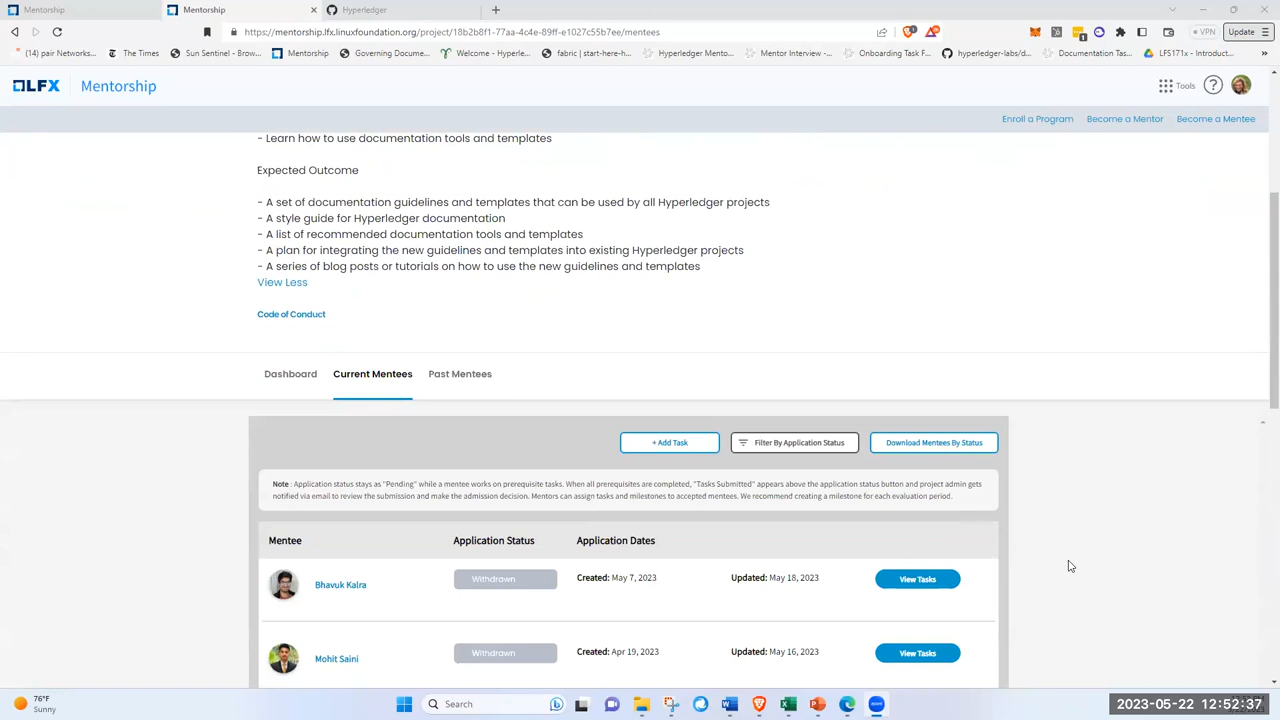 Mentorship
Mentorship
Hyperledger
https://mentorship.lfx.linuxfoundation.org/project/18b2b8f1-77aa-4c4e-89ff-e1027c55b7ee/mentees
VPN
Update
(14) pair Networks...
The Times
Sun Sentinel - Brow...
Mentorship
Governing Docume...
Welcome - Hyperle...
fabric | start-here-h...
Hyperledger Mento...
Mentor Interview -...
Onboarding Task F...
hyperledger-labs/d...
Documentation Tas...
LFS171x - Introduct...
LFX
Mentorship
Tools
Enroll a Program
Become a Mentor
Become a Mentee
- Learn how to use documentation tools and templates
Expected Outcome
- A set of documentation guidelines and templates that can be used by all Hyperledger projects
- A style guide for Hyperledger documentation
- A list of recommended documentation tools and templates
- A plan for integrating the new guidelines and templates into existing Hyperledger projects
- A series of blog posts or tutorials on how to use the new guidelines and templates
View Less
Code of Conduct
Dashboard
Current Mentees
Past Mentees
+ Add Task
Filter By Application Status
Download Mentees By Status
Note : Application status stays as "Pending" while a mentee works on prerequisite tasks. When all prerequisites are completed, "Tasks Submitted" appears above the application status button and project admin gets
notified via email to review the submission and make the admission decision. Mentors can assign tasks and milestones to accepted mentees. We recommend creating a milestone for each evaluation period.
Mentee
Application Status
Application Dates
Bhavuk Kalra
Withdrawn
Created: May 7, 2023
Updated: May 18, 2023
View Tasks
Mohit Saini
Withdrawn
Created: Apr 19, 2023
Updated: May 16, 2023
View Tasks
76°F
Sunny
Search
2023-05-22 12:52:37